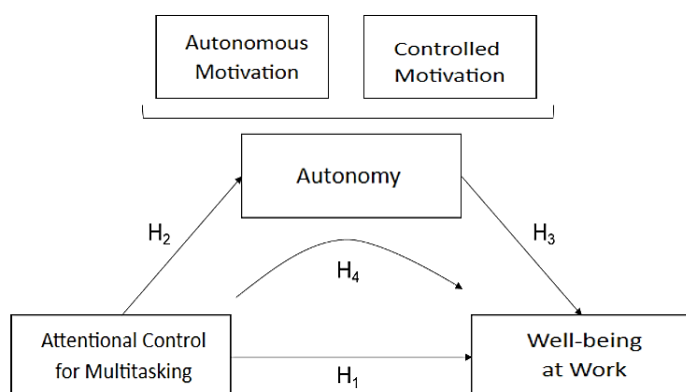 Autonomous
Motivation
Controlled
Motivation
Autonomy
H2
H3
H4
Attentional Control
for Multitasking
H1
Well-being
at Work